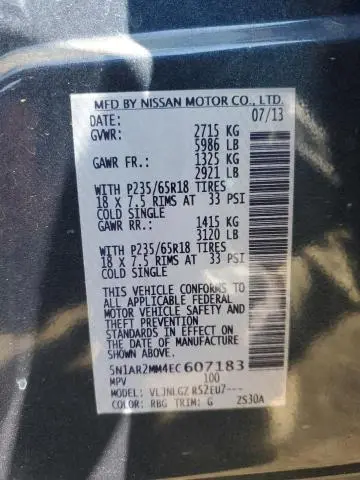 MFD BY NISSAN MOTOR CO., LTD.
DATE: 07/13
GVWR: 2715 KG
5986 LB
GAWR FR.: 1325 KG
2921 LB
WITH P235/65R18 TIRES
18 X 7.5 RIMS AT 33 PSI
COLD SINGLE
GAWR RR.: 1415 KG
3120 LB
WITH P235/65R18 TIRES
18 X 7.5 RIMS AT 33 PSI
COLD SINGLE
THIS VEHICLE CONFORMS TO
ALL APPLICABLE FEDERAL
MOTOR VEHICLE SAFETY AND
THEFT PREVENTION
STANDARDS IN EFFECT ON
THE DATE OF MANUFACTURE
SHOWN ABOVE.
5N1AR2MM4EC607183
MPV 100
MODEL: VLJNLGZ R52EU7---
COLOR: RBG TRIM: G ZS30A